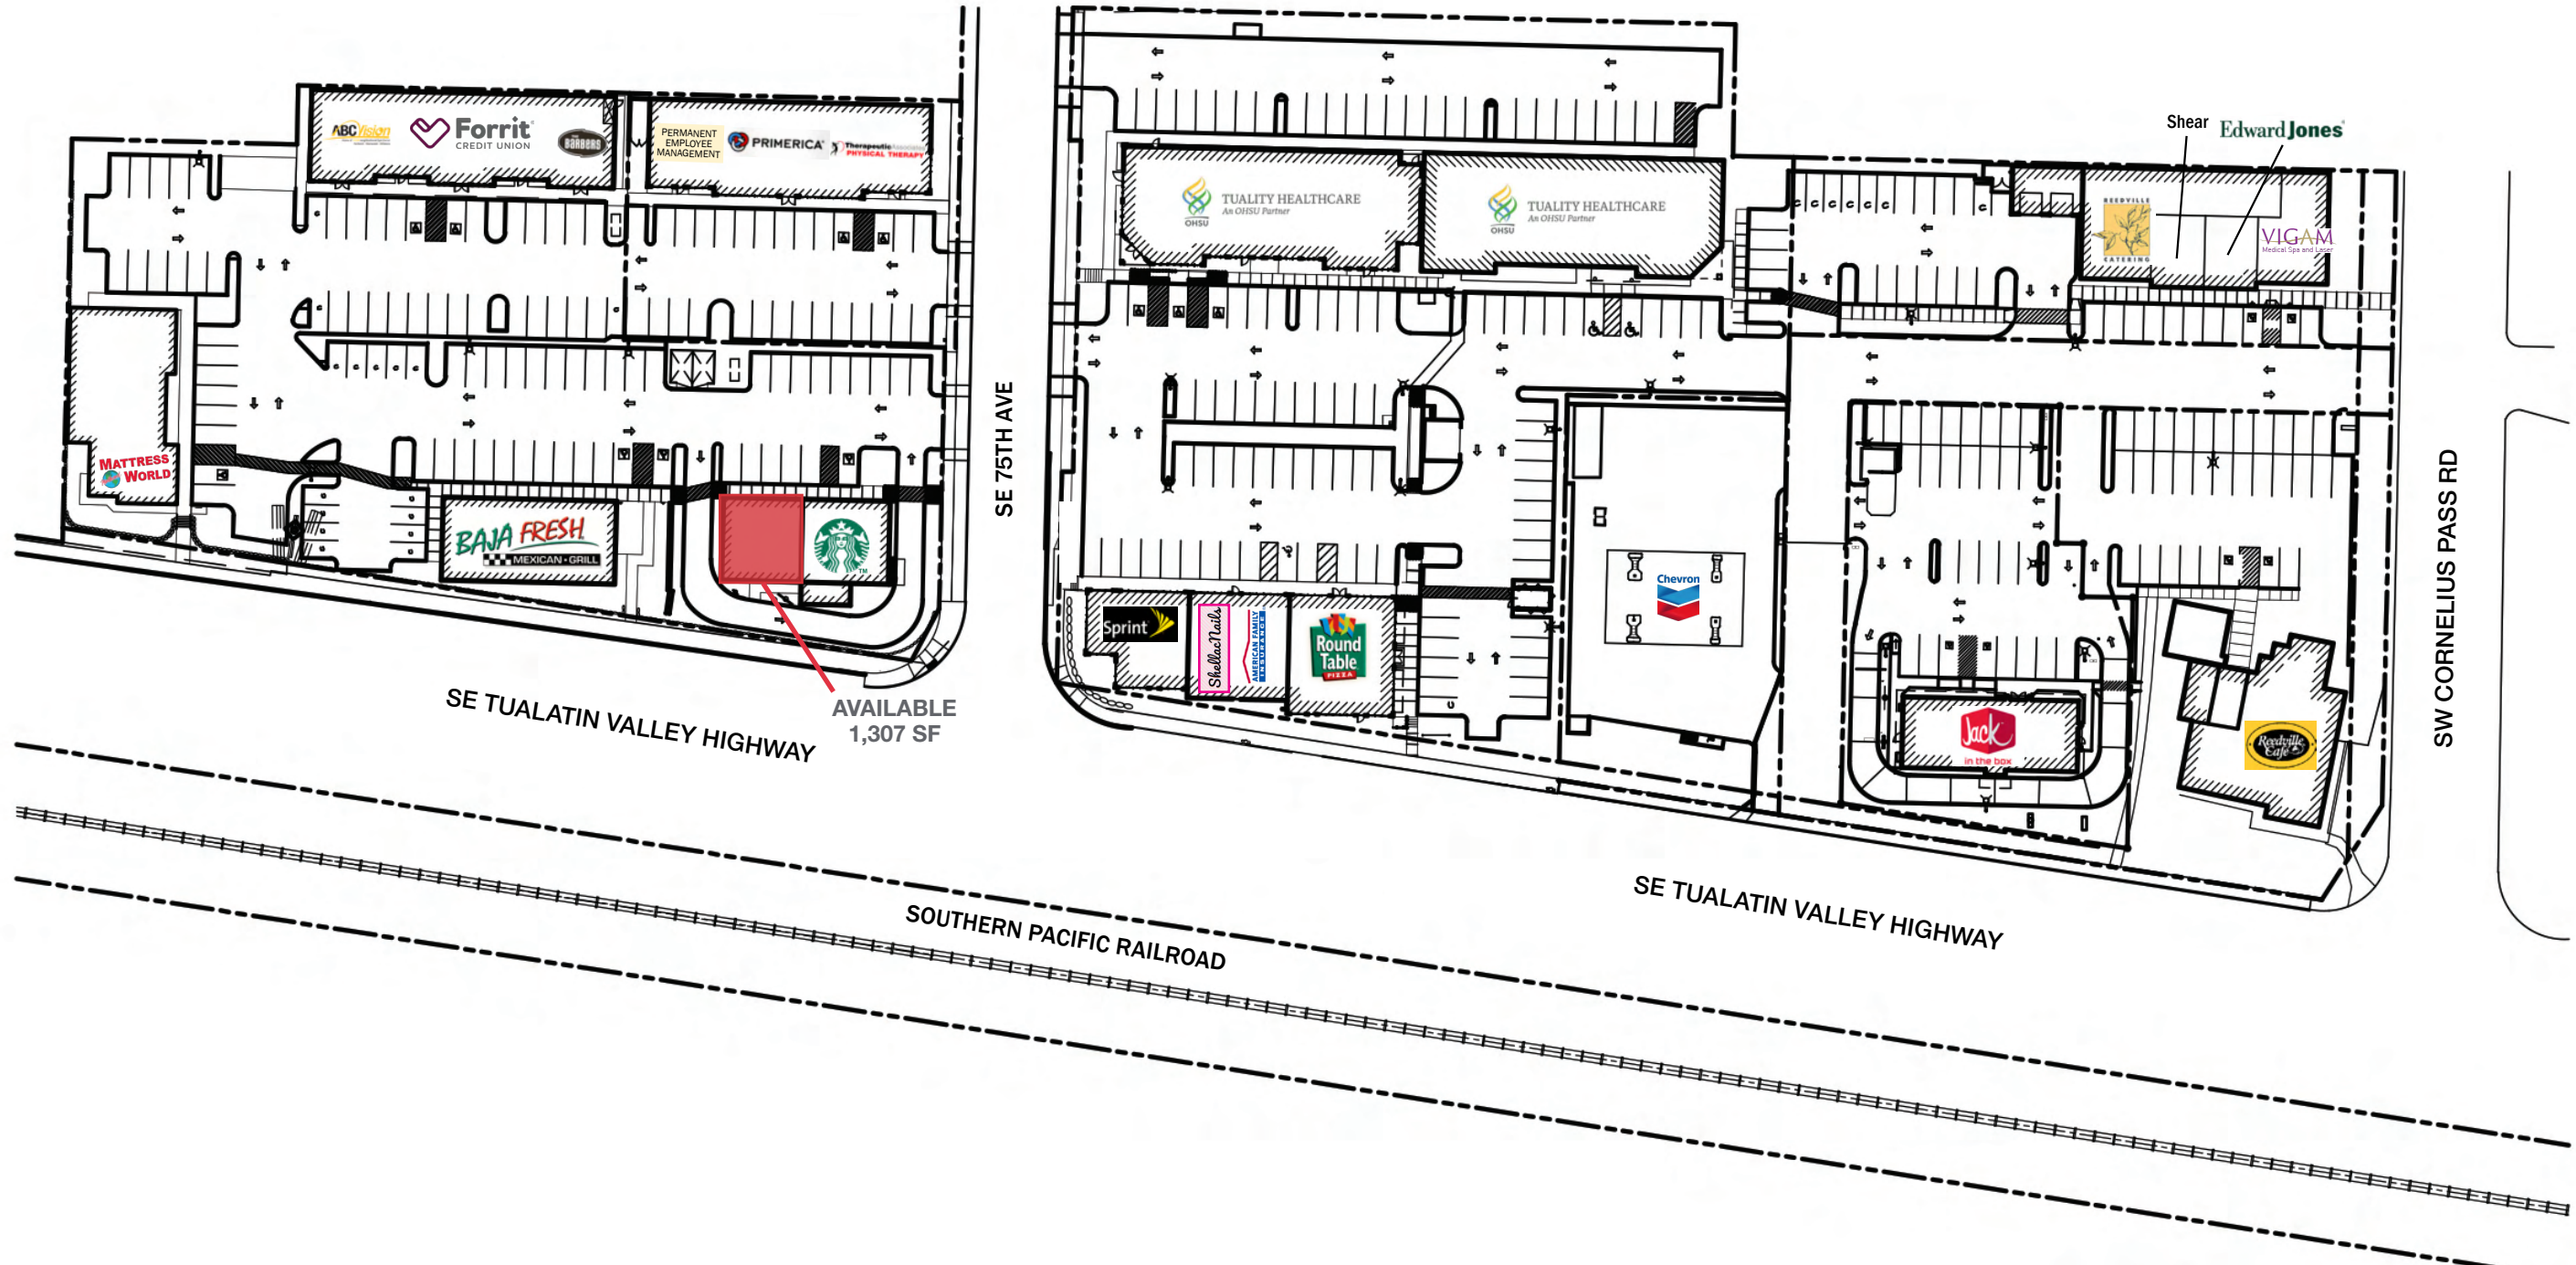 ABC Vision
Forrit
CREDIT UNION
BARBERS
PERMANENT
EMPLOYEE
MANAGEMENT
PRIMERICA
Therapeutic Associates
PHYSICAL THERAPY
TUALITY HEALTHCARE
An OHSU Partner
OHSU
TUALITY HEALTHCARE
An OHSU Partner
OHSU
Shear
Edward Jones
REEDVILLE
CATERING
VIGAM
Medical Spa and Laser
MATTRESS
WORLD
BAJA FRESH
MEXICAN • GRILL
TM
SE 75TH AVE
Sprint
ShellacNails
AMERICAN FAMILY
INSURANCE
Round
Table
PIZZA
Chevron
Jack
in the box
Reedville
Cafe
SW CORNELIUS PASS RD
AVAILABLE
1,307 SF
SE TUALATIN VALLEY HIGHWAY
SOUTHERN PACIFIC RAILROAD
SE TUALATIN VALLEY HIGHWAY